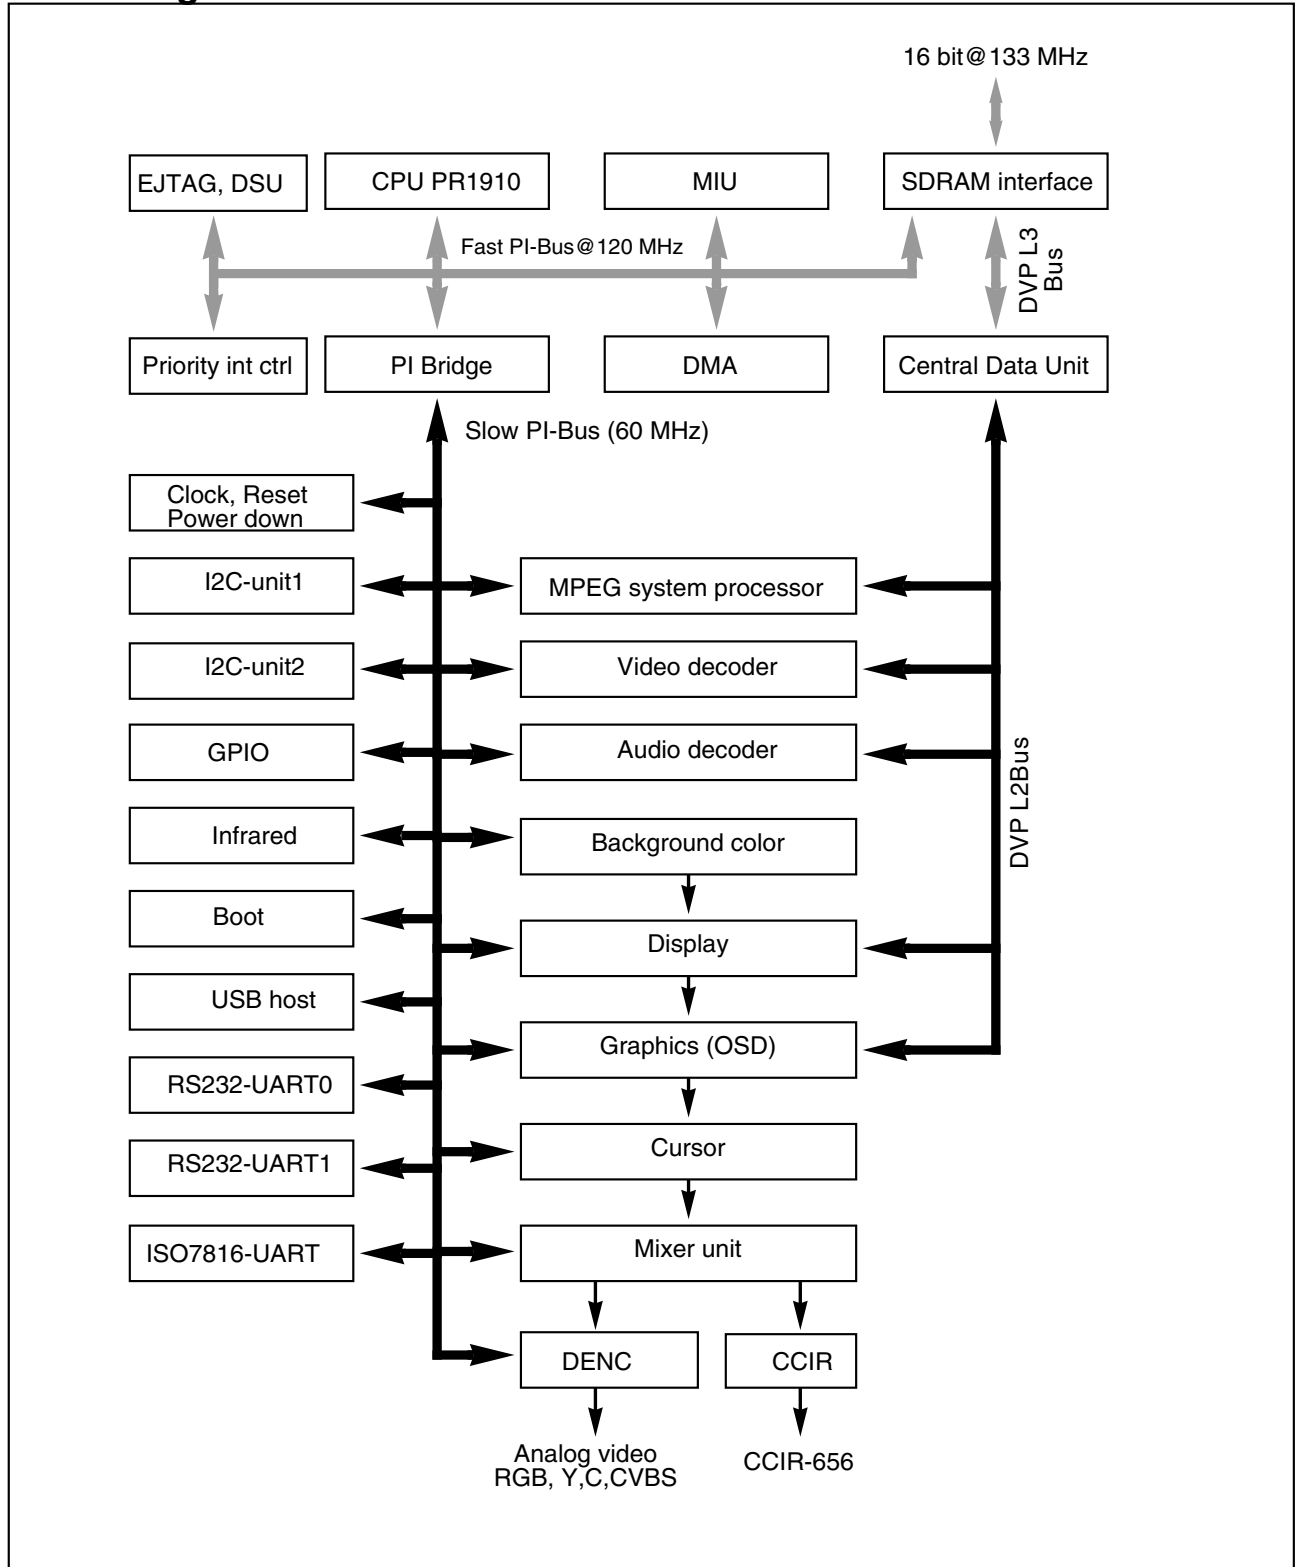 16 bit@133 MHz
EJTAG, DSU
CPU PR1910
MIU
SDRAM interface
Fast PI-Bus@120 MHz
DVP L3
Bus
Priority int ctrl
PI Bridge
DMA
Central Data Unit
Slow PI-Bus (60 MHz)
Clock, Reset
Power down
I2C-unit1
MPEG system processor
I2C-unit2
Video decoder
GPIO
Audio decoder
DVP L2Bus
Infrared
Background color
Boot
Display
USB host
Graphics (OSD)
RS232-UART0
Cursor
RS232-UART1
Mixer unit
ISO7816-UART
DENC
CCIR
Analog video
RGB, Y,C,CVBS
CCIR-656